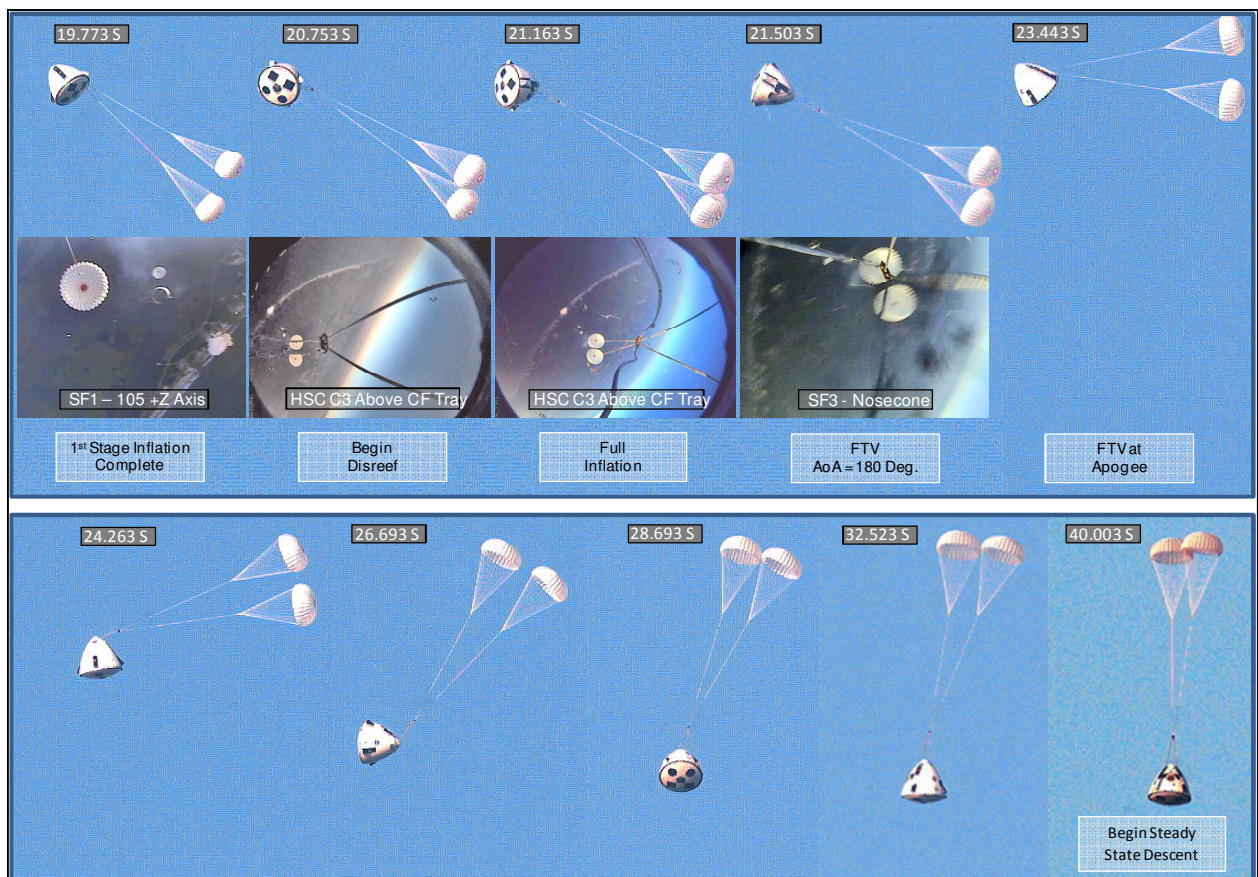 19.773 S
20.753 S
21.163 S
21.503 S
23.443 S
SF1 – 105 +Z Axis
HSC C3 Above CF Tray
HSC C3 Above CF Tray
SF3 - Nosecone
1st Stage Inflation
Complete
Begin
Disreef
Full
Inflation
FTV
AoA = 180 Deg.
FTV at
Apogee
24.263 S
26.693 S
28.693 S
32.523 S
40.003 S
Begin Steady
State Descent